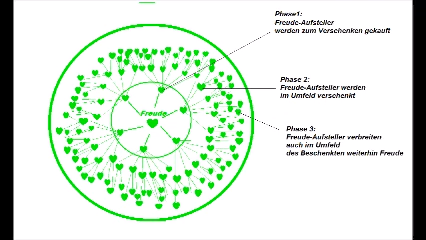 Phase1:
Freude-Aufsteller
werden zum Verschenken gekauft
Phase 2:
Freude-Aufsteller werden
im Umfeld verschenkt
Freude
Phase 3:
Freude-Aufsteller verbreiten
auch im Umfeld
des Beschenkten weiterhin Freude